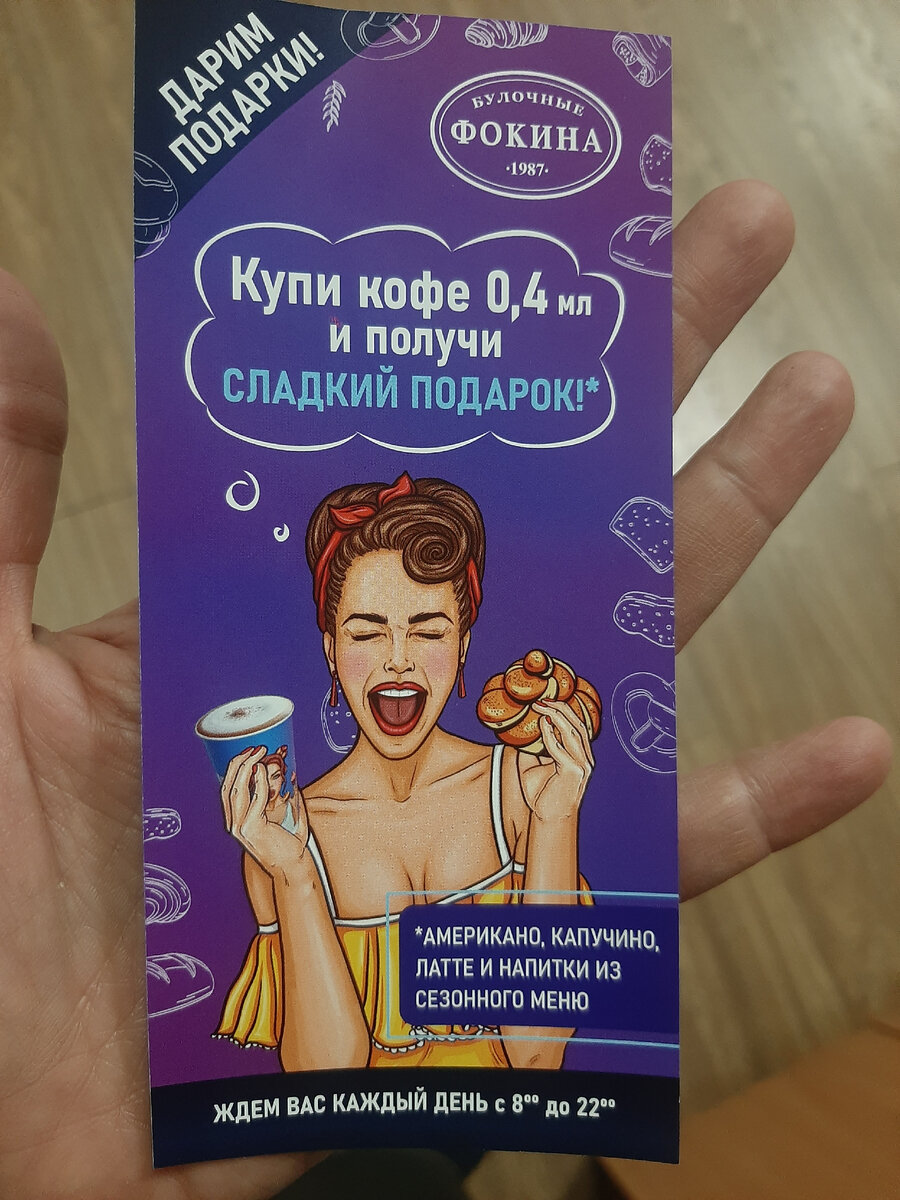 ДАРИМ
ПОДАРКИ!
БУЛОЧНЫЕ
ФОКИНА
·1987·
Купи кофе 0,4 мл
и получи
СЛАДКИЙ ПОДАРОК!*
*АМЕРИКАНО, КАПУЧИНО,
ЛАТТЕ И НАПИТКИ ИЗ
СЕЗОННОГО МЕНЮ
ЖДЕМ ВАС КАЖДЫЙ ДЕНЬ с 8⁰⁰ до 22⁰⁰